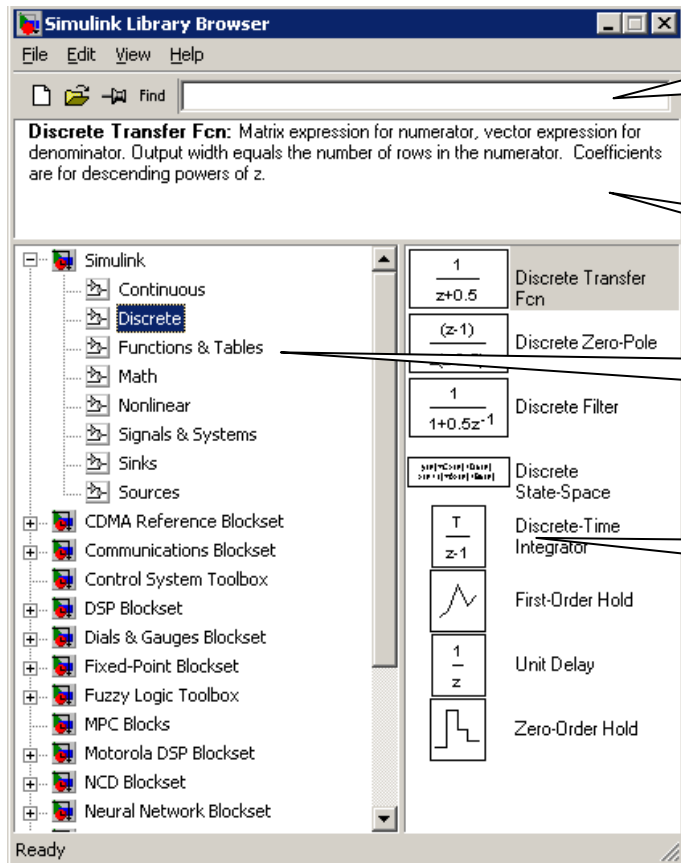 Simulink Library Browser
File Edit View Help
Find
Discrete Transfer Fcn: Matrix expression for numerator, vector expression for
denominator. Output width equals the number of rows in the numerator. Coefficients
are for descending powers of z.
Simulink
Continuous
Discrete
Functions & Tables
Math
Nonlinear
Signals & Systems
Sinks
Sources
CDMA Reference Blockset
Communications Blockset
Control System Toolbox
DSP Blockset
Dials & Gauges Blockset
Fixed-Point Blockset
Fuzzy Logic Toolbox
MPC Blocks
Motorola DSP Blockset
NCD Blockset
Neural Network Blockset
1
z+0.5
Discrete Transfer
Fcn
(z-1)
Discrete Zero-Pole
1
1+0.5z-1
Discrete Filter
Discrete
State-Space
T
z-1
Discrete-Time
Integrator
First-Order Hold
1
z
Unit Delay
Zero-Order Hold
Ready